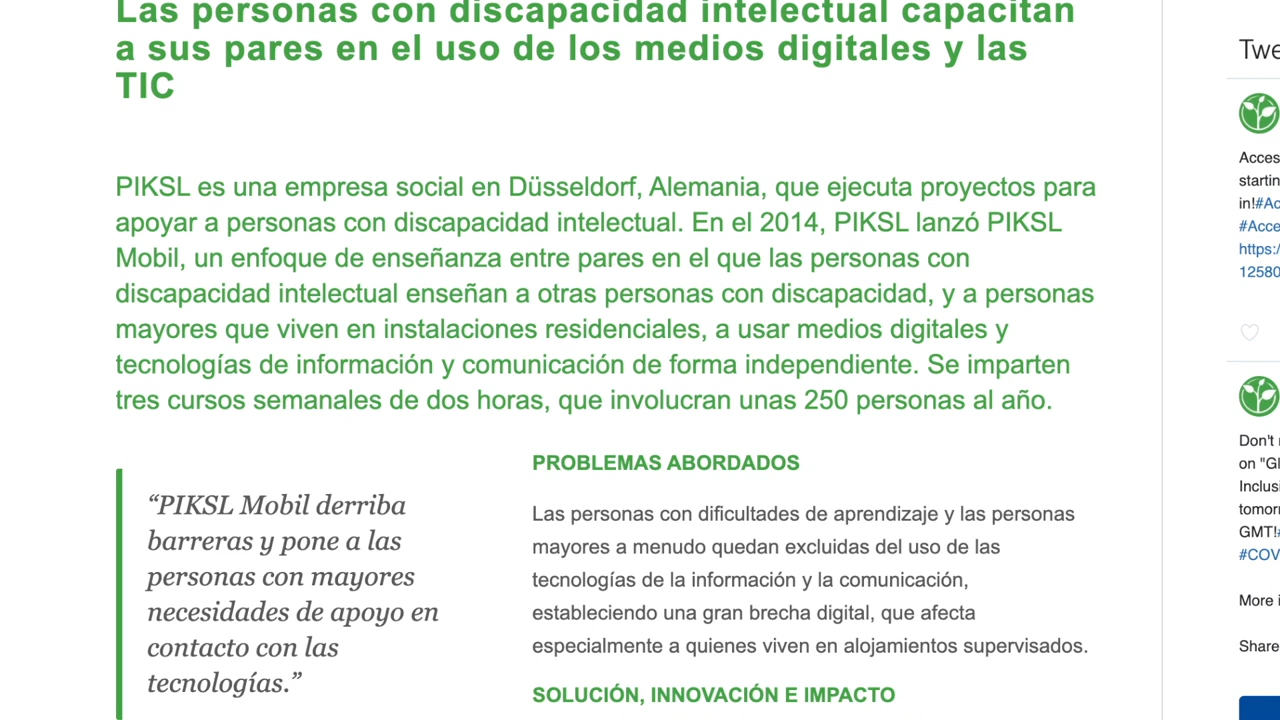 Las personas con discapacidad intelectual capacitan
a sus pares en el uso de los medios digitales y las
TIC
PIKSL es una empresa social en Düsseldorf, Alemania, que ejecuta proyectos para
apoyar a personas con discapacidad intelectual. En el 2014, PIKSL lanzó PIKSL
Mobil, un enfoque de enseñanza entre pares en el que las personas con
discapacidad intelectual enseñan a otras personas con discapacidad, y a personas
mayores que viven en instalaciones residenciales, a usar medios digitales y
tecnologías de información y comunicación de forma independiente. Se imparten
tres cursos semanales de dos horas, que involucran unas 250 personas al año.
“PIKSL Mobil derriba
barreras y pone a las
personas con mayores
necesidades de apoyo en
contacto con las
tecnologías.”
PROBLEMAS ABORDADOS
Las personas con dificultades de aprendizaje y las personas
mayores a menudo quedan excluidas del uso de las
tecnologías de la información y la comunicación,
estableciendo una gran brecha digital, que afecta
especialmente a quienes viven en alojamientos supervisados.
SOLUCIÓN, INNOVACIÓN E IMPACTO
Twe
Acces
startin
in!#Ac
#Acce
https:/
12580
Don't
on "Gl
Inclusi
tomorr
GMT!#
#COV
More i
Share